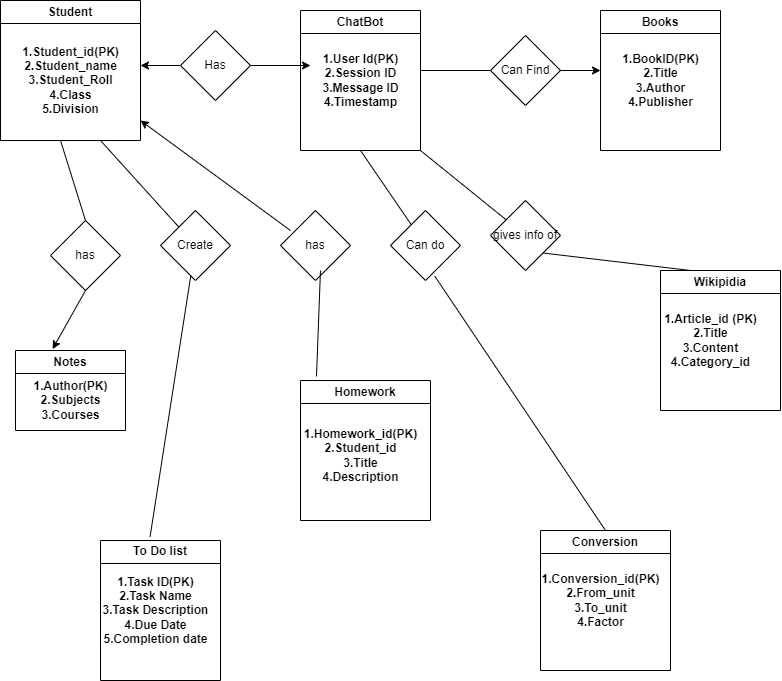 Student
1.Student_id(PK)
2.Student_name
3.Student_Roll
4.Class
5.Division
Has
ChatBot
1.User Id(PK)
2.Session ID
3.Message ID
4.Timestamp
Can Find
Books
1.BookID(PK)
2.Title
3.Author
4.Publisher
has
Create
has
Can do
gives info of
Wikipidia
1.Article_id (PK)
2.Title
3.Content
4.Category_id
Notes
1.Author(PK)
2.Subjects
3.Courses
Homework
1.Homework_id(PK)
2.Student_id
3.Title
4.Description
To Do list
1.Task ID(PK)
2.Task Name
3.Task Description
4.Due Date
5.Completion date
Conversion
1.Conversion_id(PK)
2.From_unit
3.To_unit
4.Factor